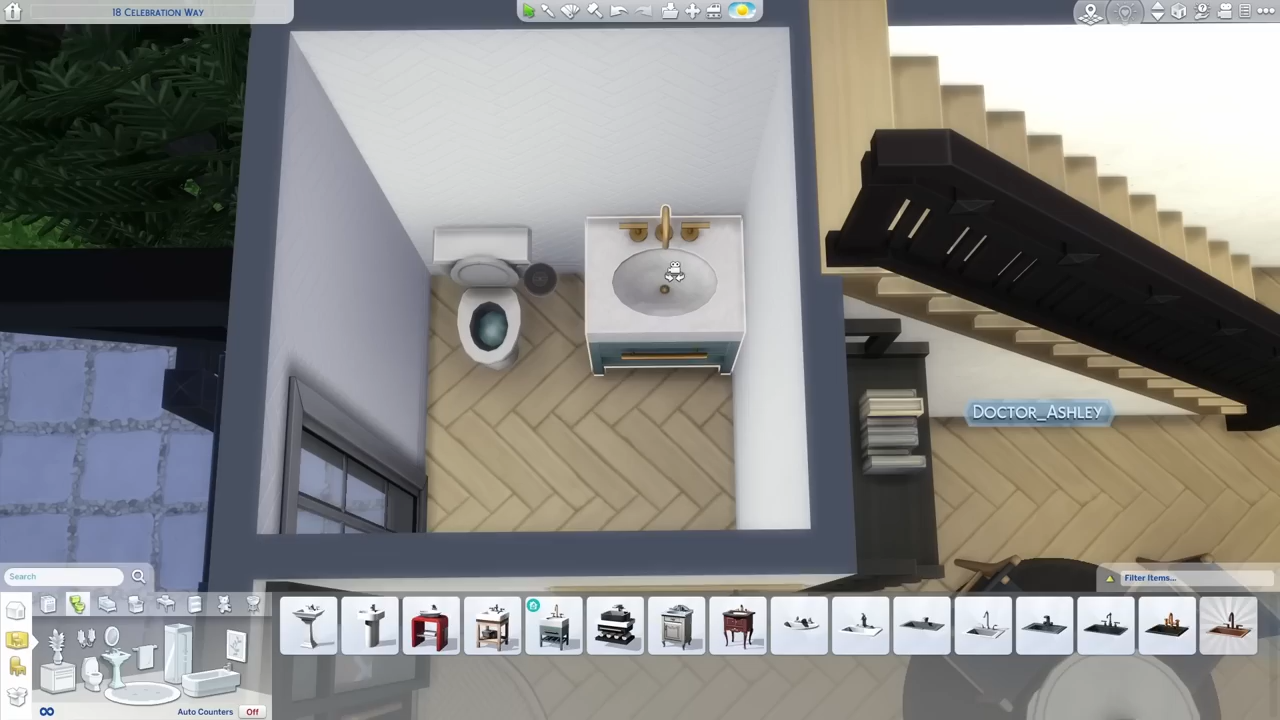 18 Celebration Way
Doctor_Ashley
Search
Filter Items...
Auto Counters Off